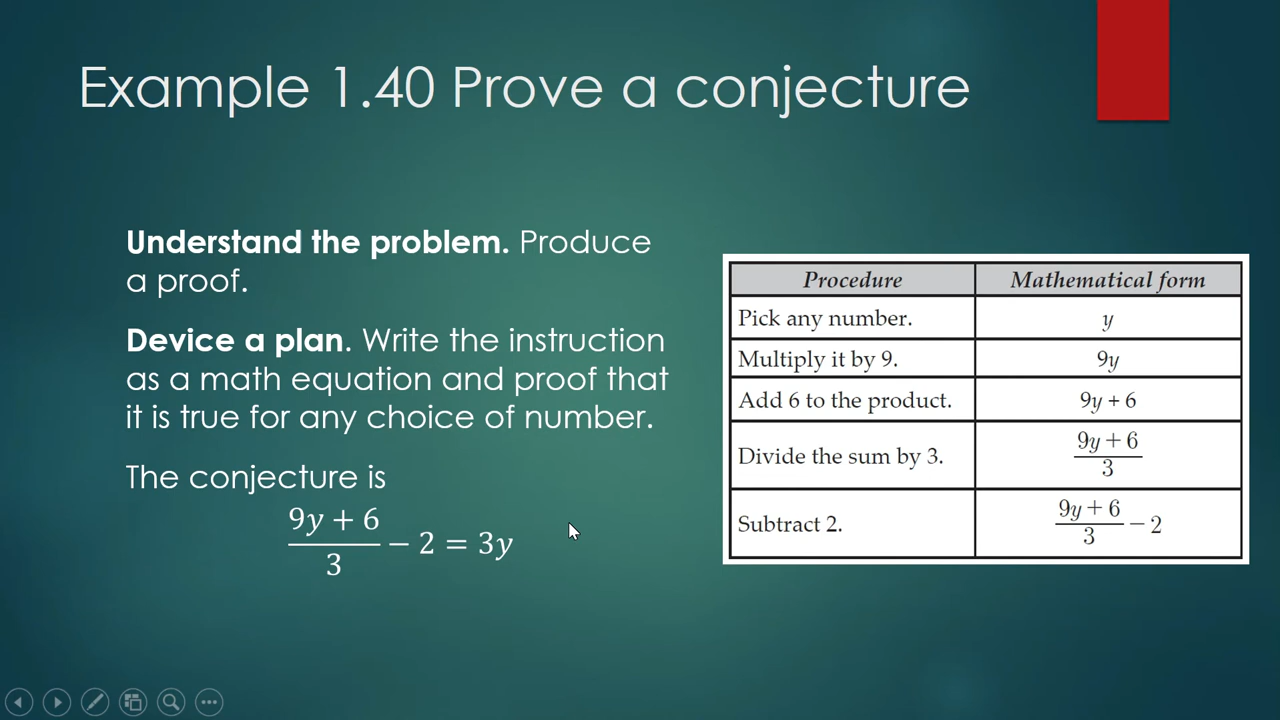 Example 1.40 Prove a conjecture
Understand the problem. Produce
a proof.
Device a plan. Write the instruction
as a math equation and proof that
it is true for any choice of number.
The conjecture is
(9y + 6)/3 − 2 = 3y
Procedure Mathematical form
Pick any number. y
Multiply it by 9. 9y
Add 6 to the product. 9y + 6
Divide the sum by 3. (9y + 6)/3
Subtract 2. (9y + 6)/3 − 2